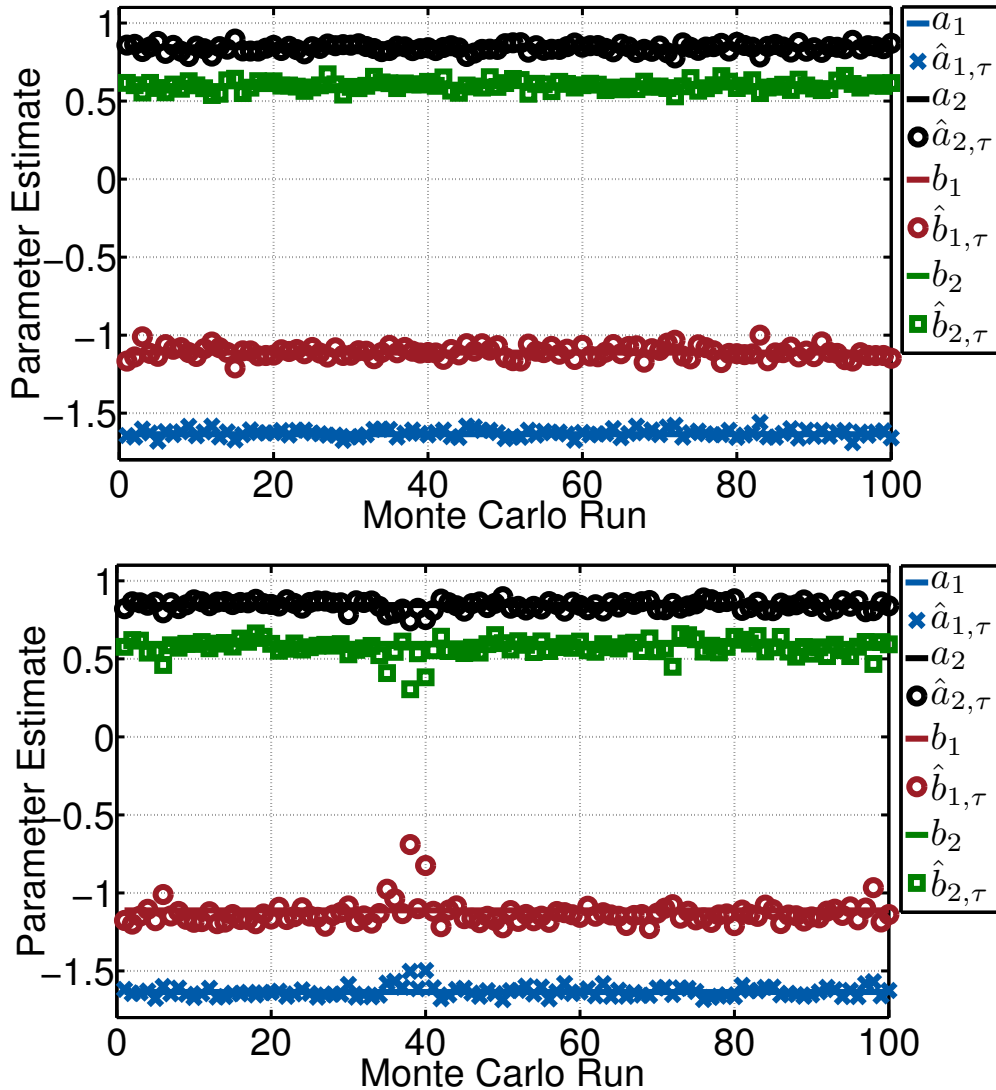 1
0.5
0
−0.5
−1
−1.5
Parameter Estimate
0 20 40 60 80 100
Monte Carlo Run
a₁
â₁,τ
a₂
â₂,τ
b₁
b̂₁,τ
b₂
b̂₂,τ
1
0.5
0
−0.5
−1
−1.5
Parameter Estimate
0 20 40 60 80 100
Monte Carlo Run
a₁
â₁,τ
a₂
â₂,τ
b₁
b̂₁,τ
b₂
b̂₂,τ